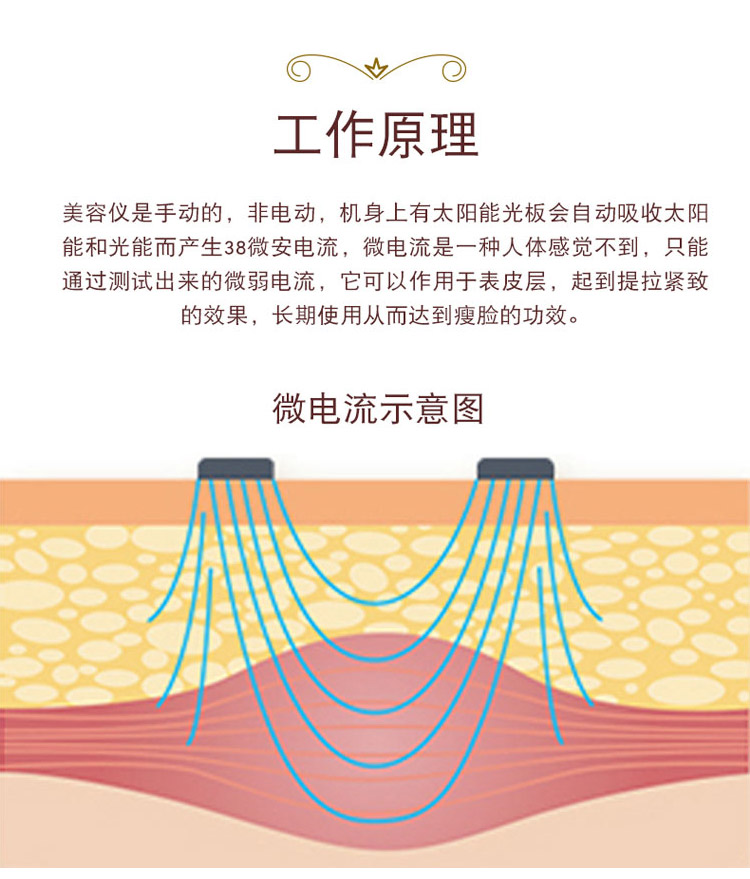 工作原理
美容仪是手动的，非电动，机身上有太阳能光板会自动吸收太阳
能和光能而产生38微安电流，微电流是一种人体感觉不到，只能
通过测试出来的微弱电流，它可以作用于表皮层，起到提拉紧致
的效果，长期使用从而达到瘦脸的功效。
微电流示意图